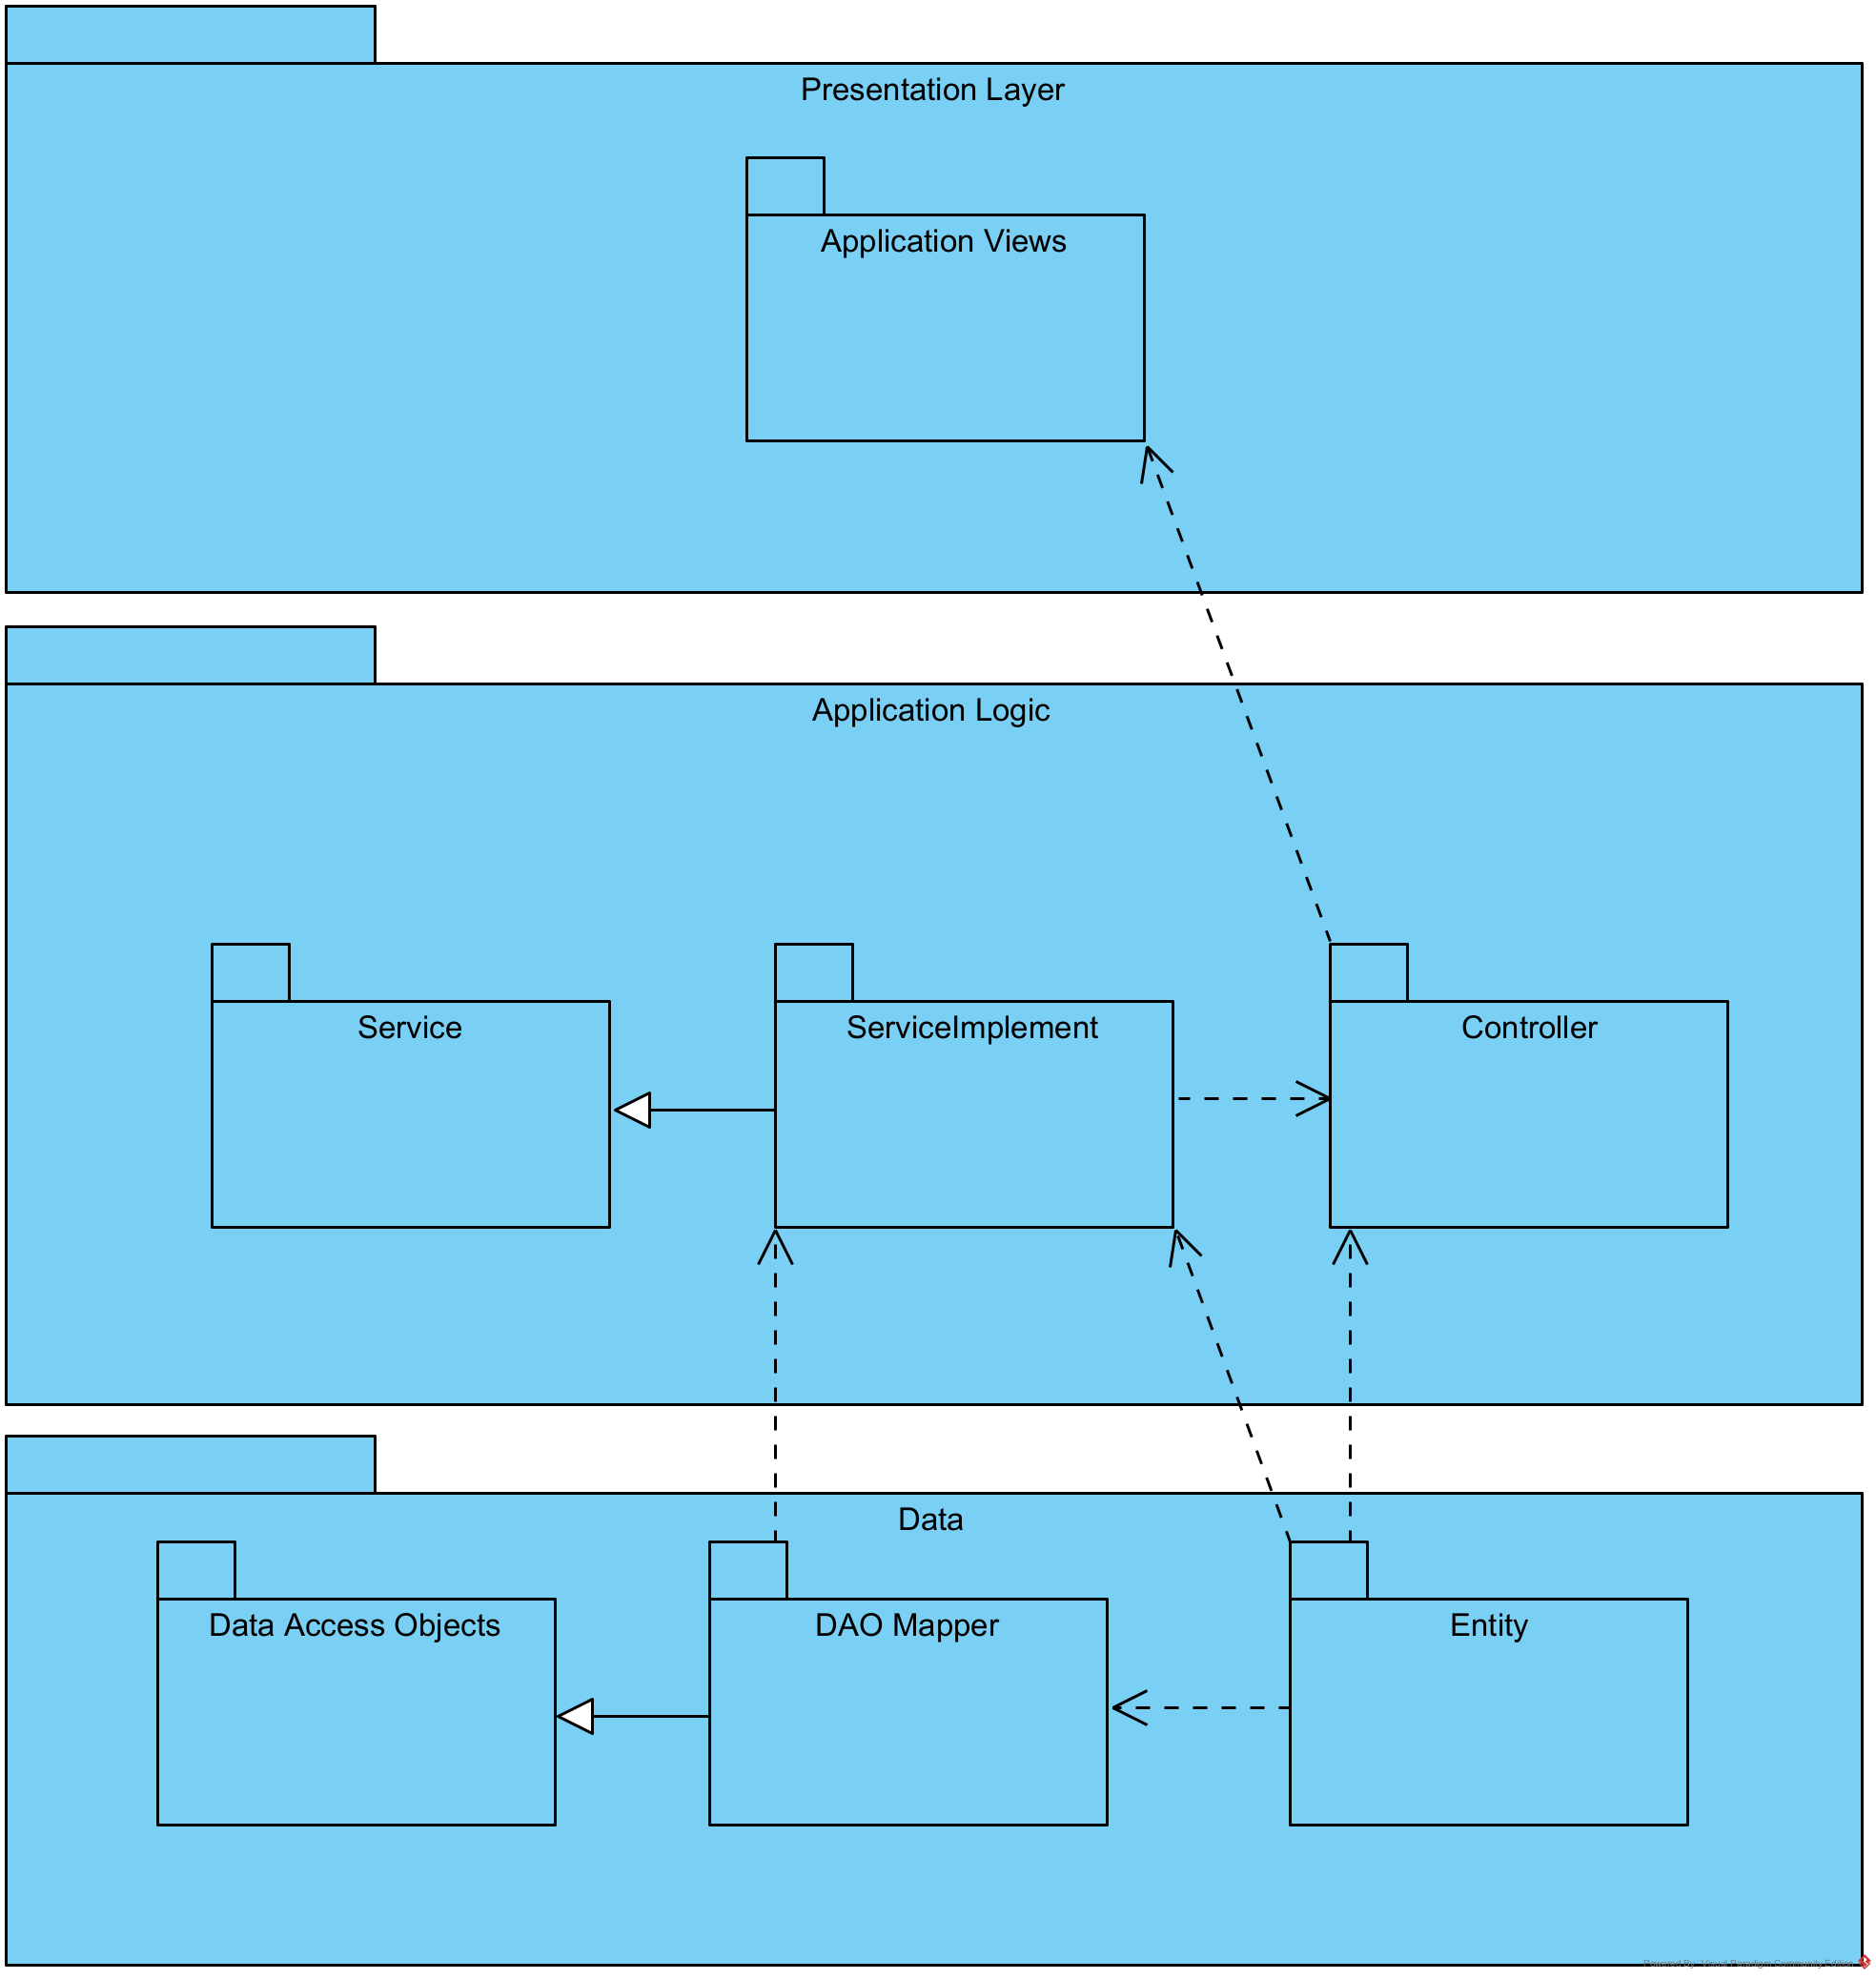 Presentation Layer
Application Views
Application Logic
Service
ServiceImplement
Controller
Data
Data Access Objects
DAO Mapper
Entity
Powered By: Visual Paradigm Community Edition